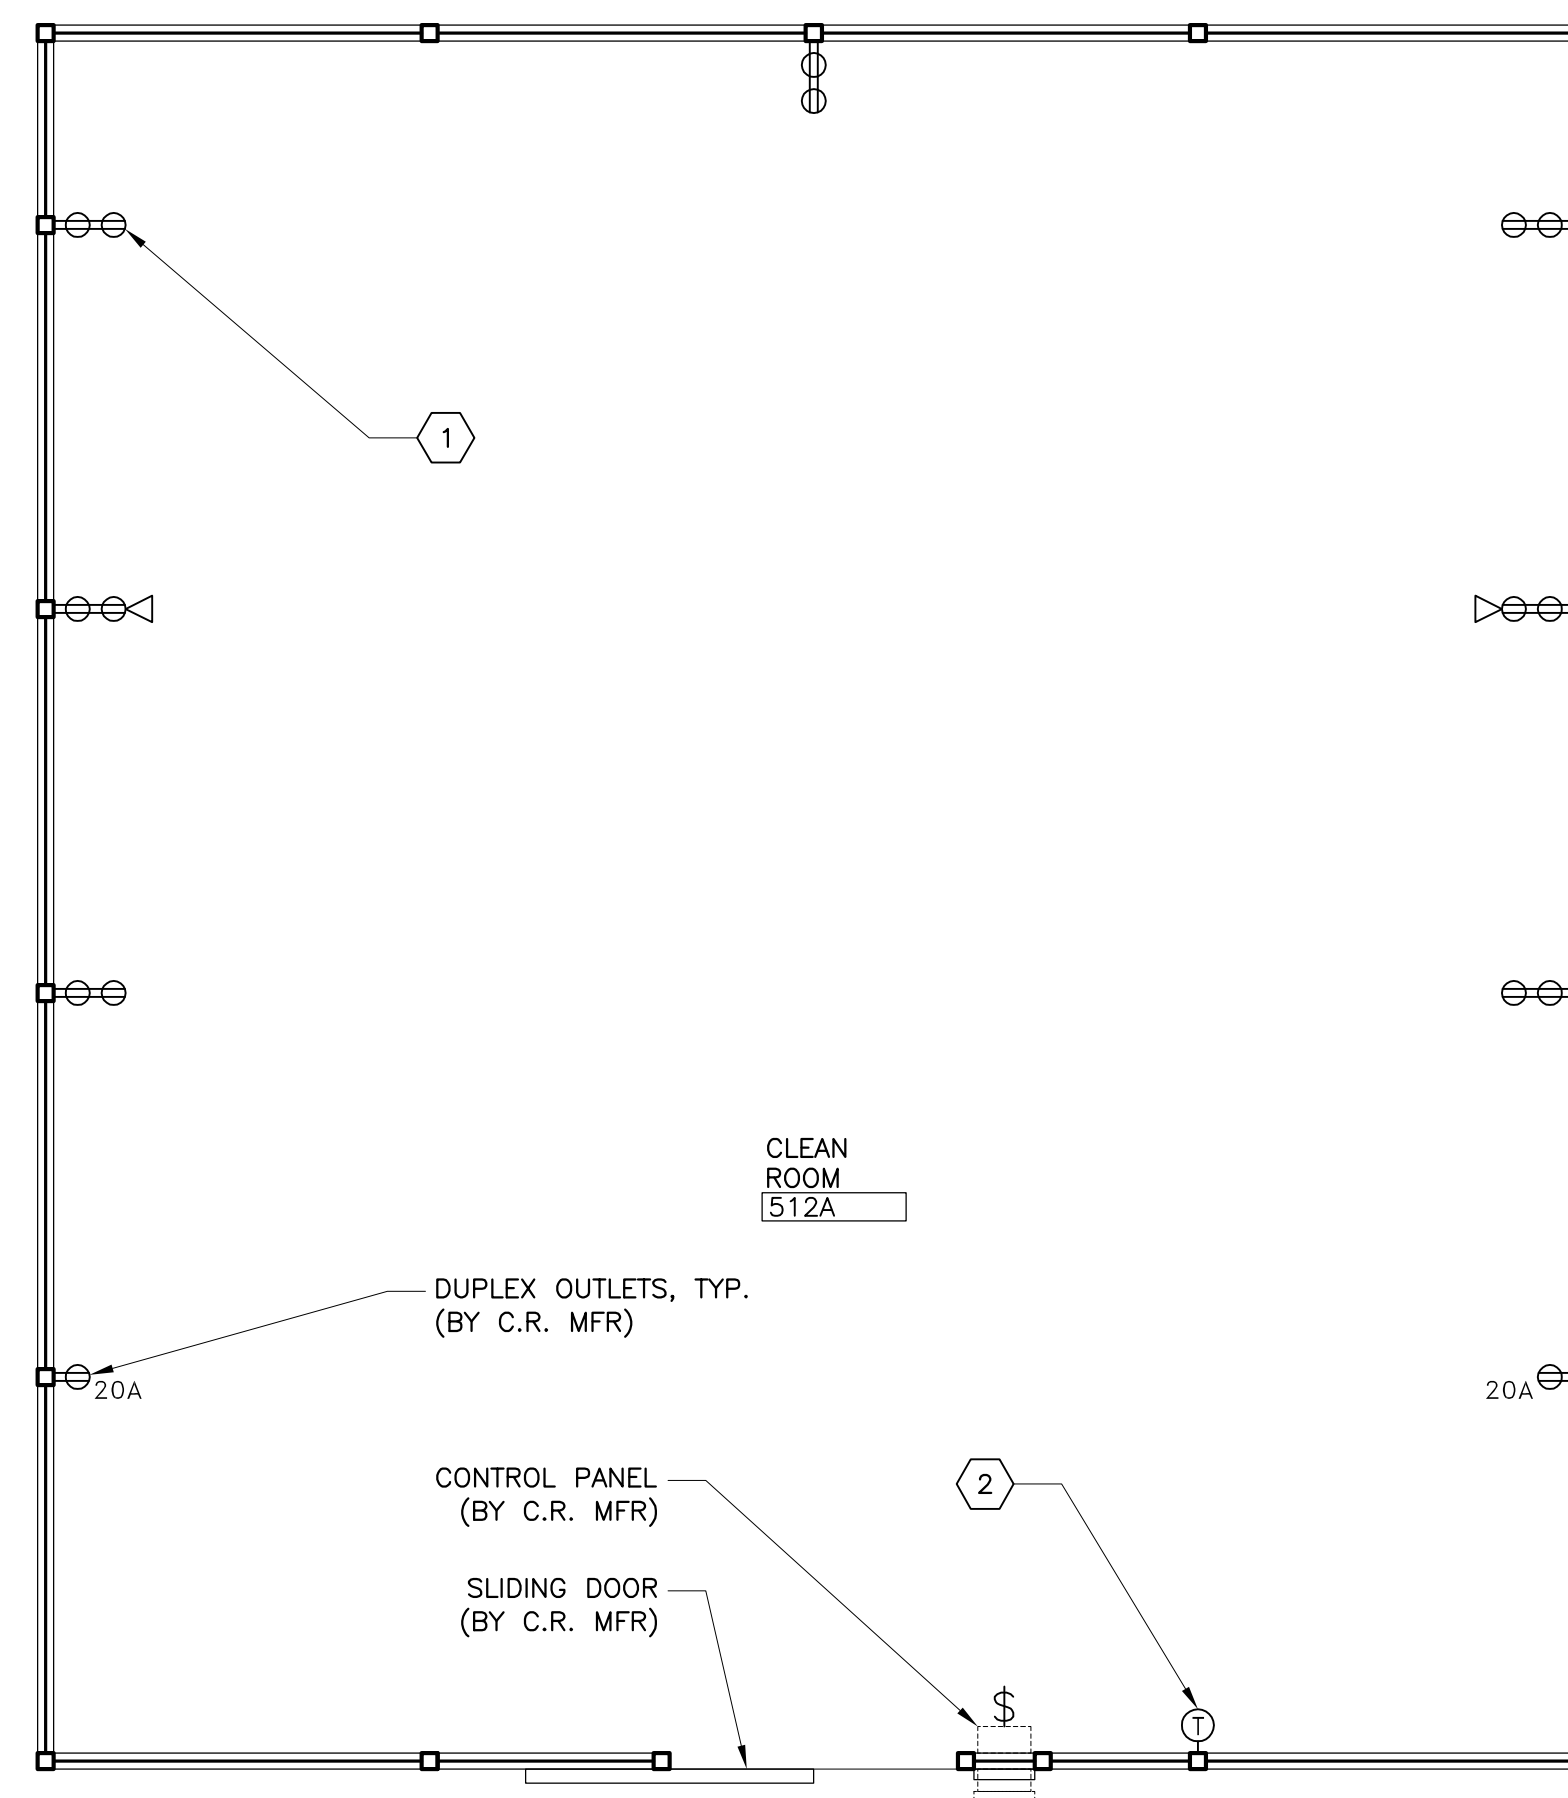 1
CLEAN
ROOM
512A
DUPLEX OUTLETS, TYP.
(BY C.R. MFR)
20A
20A
CONTROL PANEL
(BY C.R. MFR)
2
SLIDING DOOR
(BY C.R. MFR)
$
T